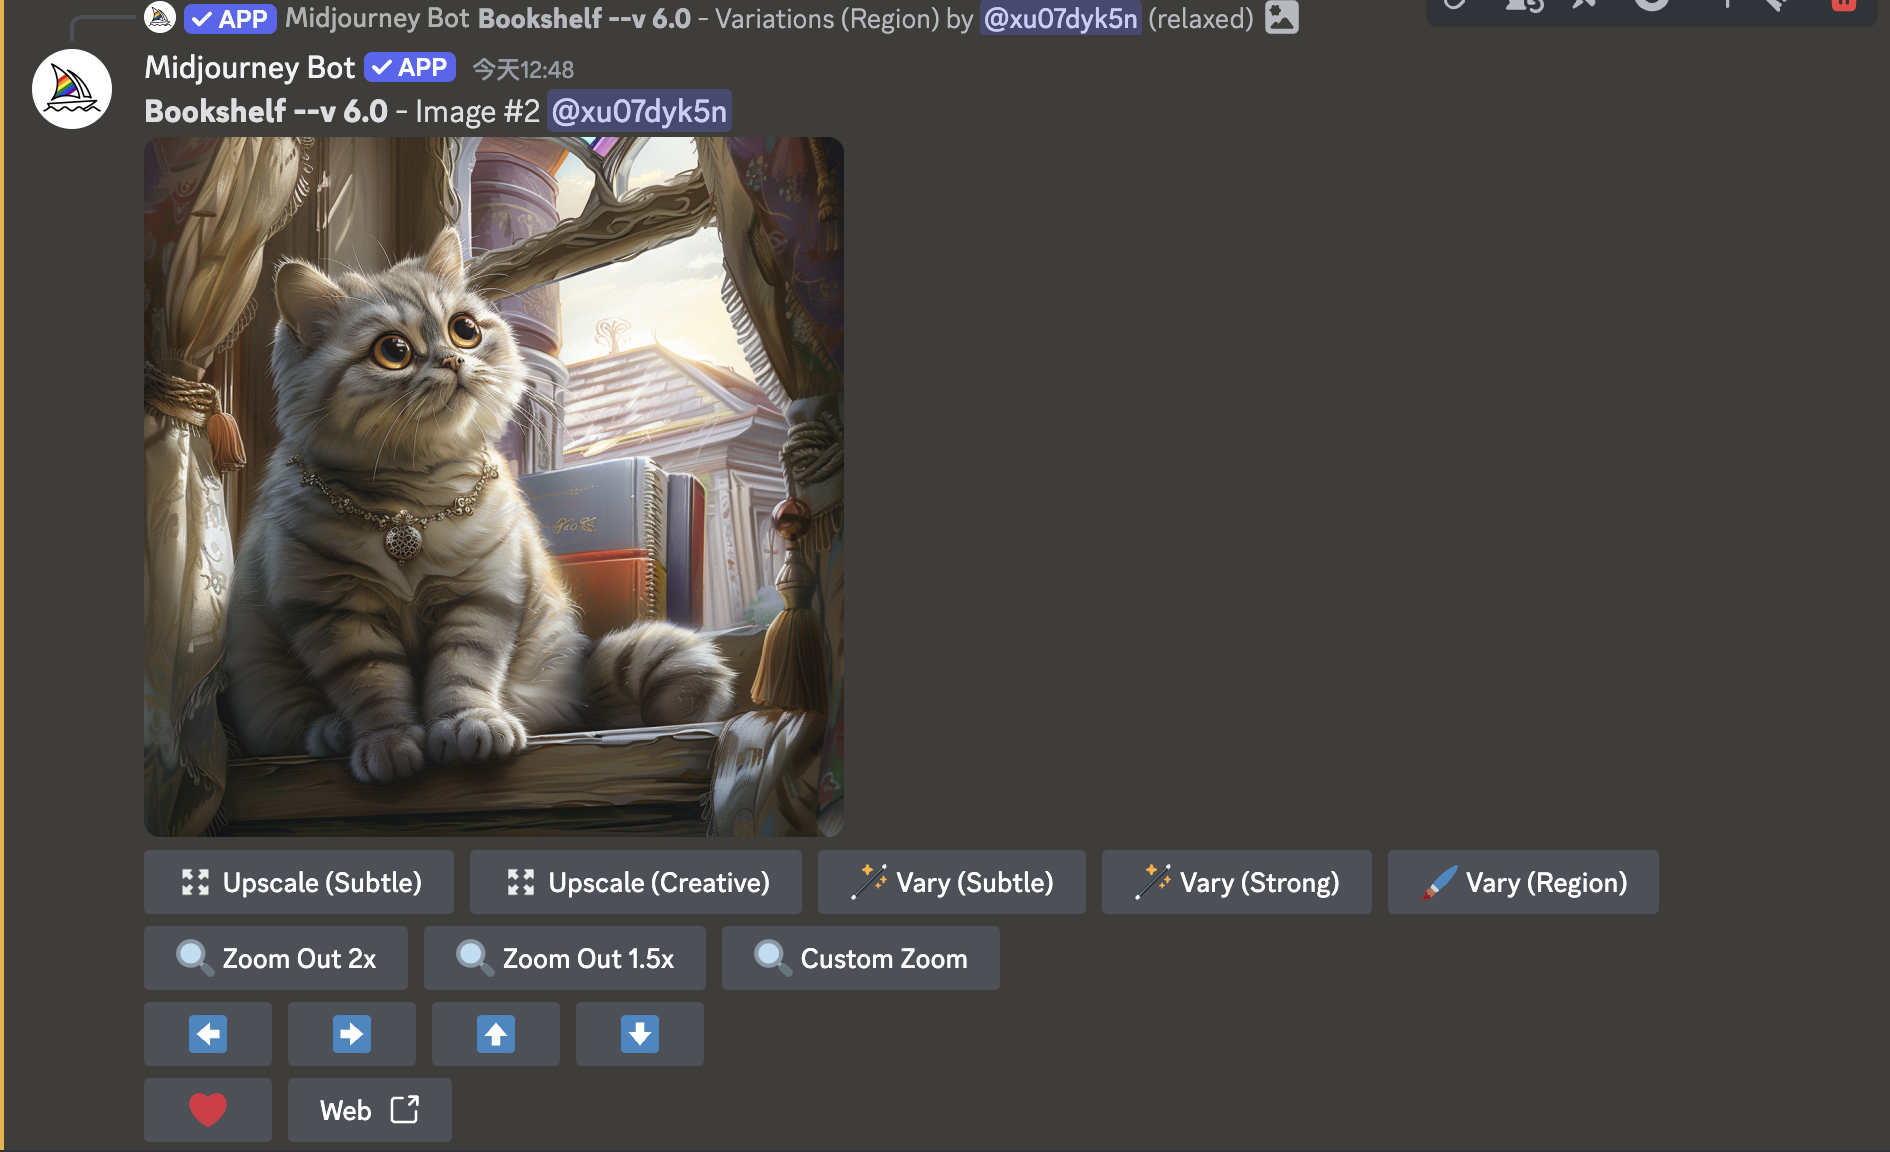 APP Midjourney Bot Bookshelf --v 6.0 - Variations (Region) by @xu07dyk5n (relaxed)
Midjourney Bot APP 今天12:48
Bookshelf --v 6.0 - Image #2 @xu07dyk5n
Upscale (Subtle) Upscale (Creative) Vary (Subtle) Vary (Strong) Vary (Region)
Zoom Out 2x Zoom Out 1.5x Custom Zoom
Web